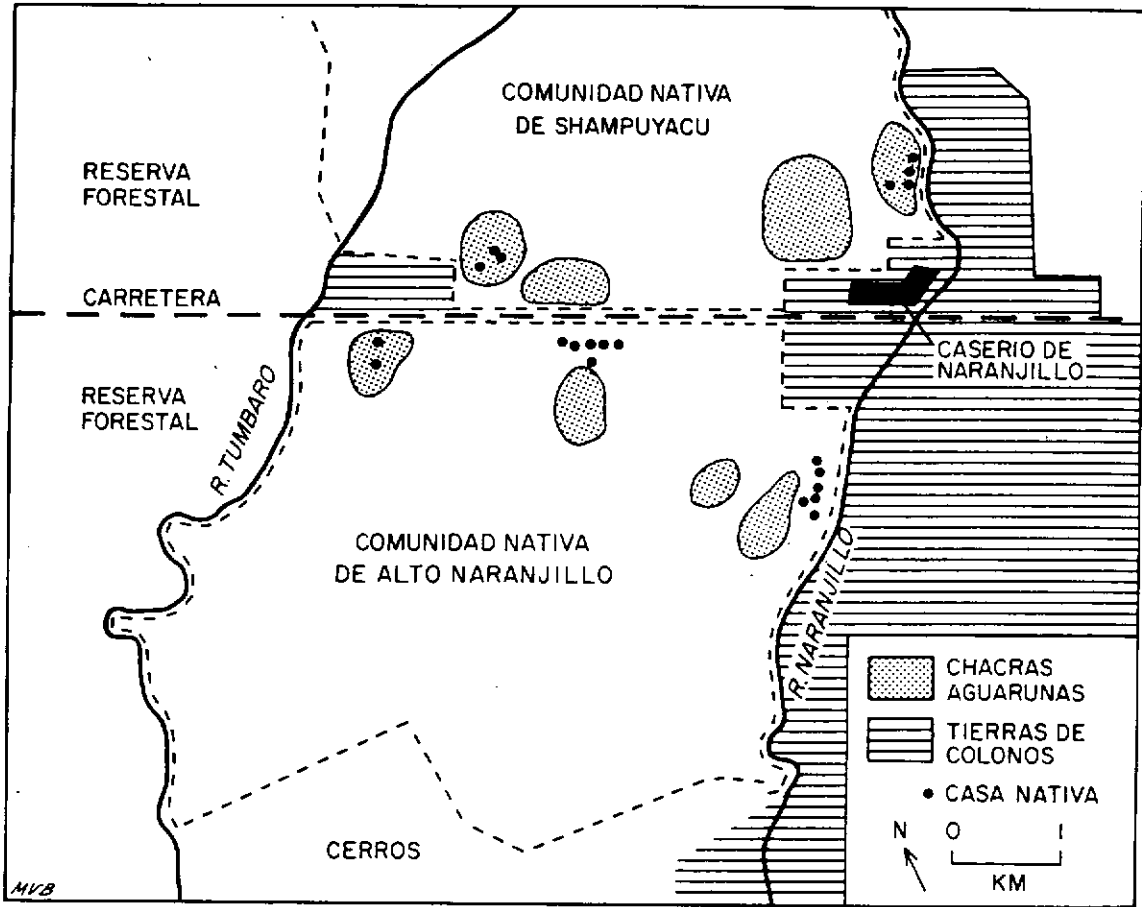 COMUNIDAD NATIVA
DE SHAMPUYACU
RESERVA
FORESTAL
CARRETERA
CASERIO DE
NARANJILLO
RESERVA
FORESTAL
R. TUMBARO
COMUNIDAD NATIVA
DE ALTO NARANJILLO
R. NARANJILLO
CHACRAS
AGUARUNAS
TIERRAS DE
COLONOS
CASA NATIVA
N 0 1
KM
CERROS
MVB